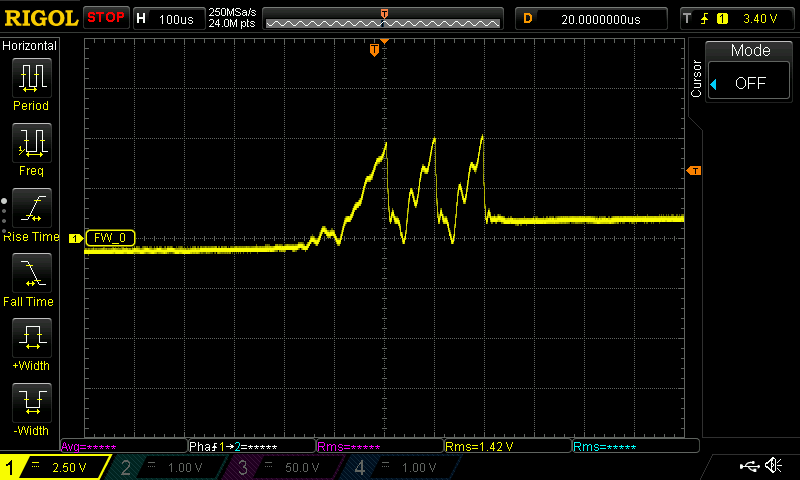 RIGOL STOP H 100us 250MSa/s 24.0M pts D 20.0000000us T 1 3.40 V
Horizontal
Period
Freq
Rise Time
Fall Time
+Width
-Width
T
T
1 FW_0
T
Cursor
Mode
OFF
Avg=***** Pha1→2=***** Rms=***** Rms=1.42 V Rms=*****
1 2.50 V 2 1.00 V 3 50.0 V 4 1.00 V